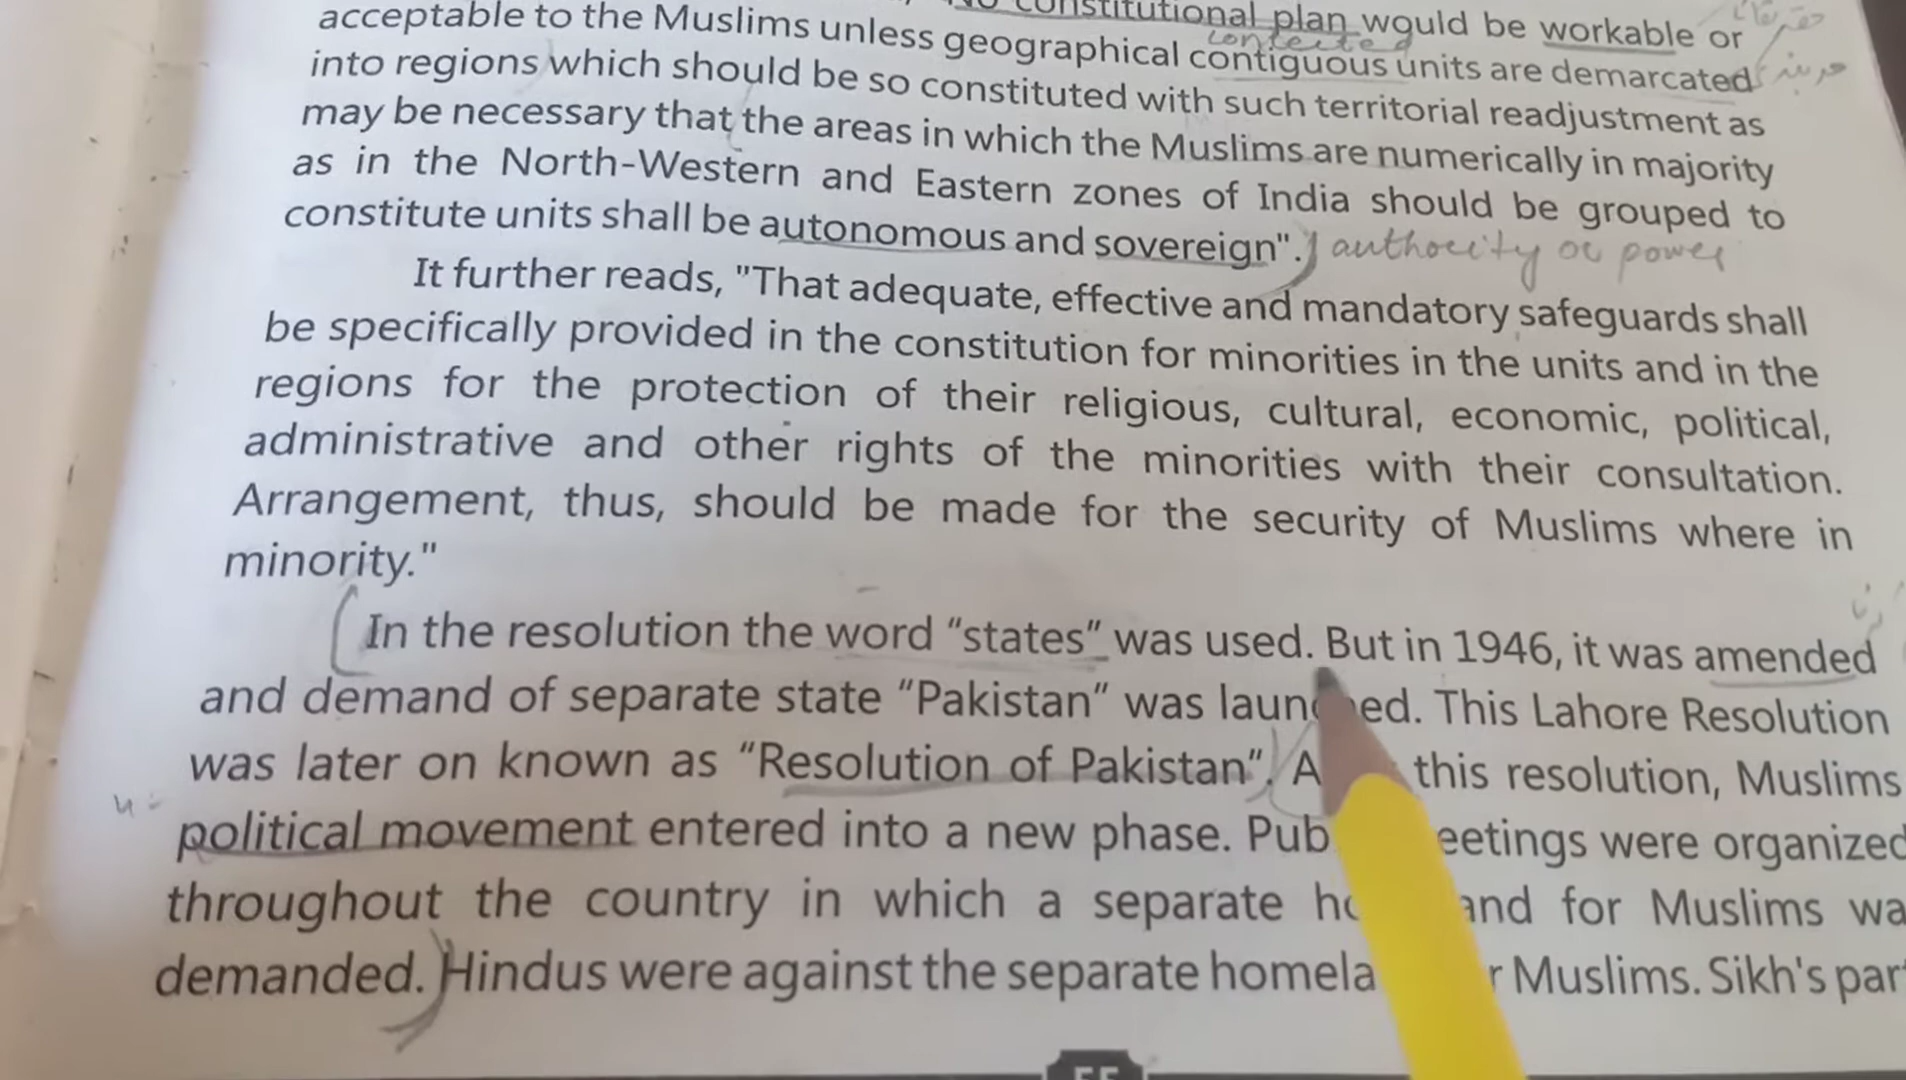 constitutional plan would be workable or
acceptable to the Muslims unless geographical contiguous units are demarcated
into regions which should be so constituted with such territorial readjustment as
may be necessary that the areas in which the Muslims are numerically in majority
as in the North-Western and Eastern zones of India should be grouped to
constitute units shall be autonomous and sovereign". authority or power
It further reads, "That adequate, effective and mandatory safeguards shall
be specifically provided in the constitution for minorities in the units and in the
regions for the protection of their religious, cultural, economic, political,
administrative and other rights of the minorities with their consultation.
Arrangement, thus, should be made for the security of Muslims where in
minority."
In the resolution the word “states” was used. But in 1946, it was amended
and demand of separate state “Pakistan” was laun ed. This Lahore Resolution
was later on known as “Resolution of Pakistan”. A this resolution, Muslims
political movement entered into a new phase. Pub eetings were organized
throughout the country in which a separate ho and for Muslims wa
demanded. Hindus were against the separate homela r Muslims. Sikh's par
55